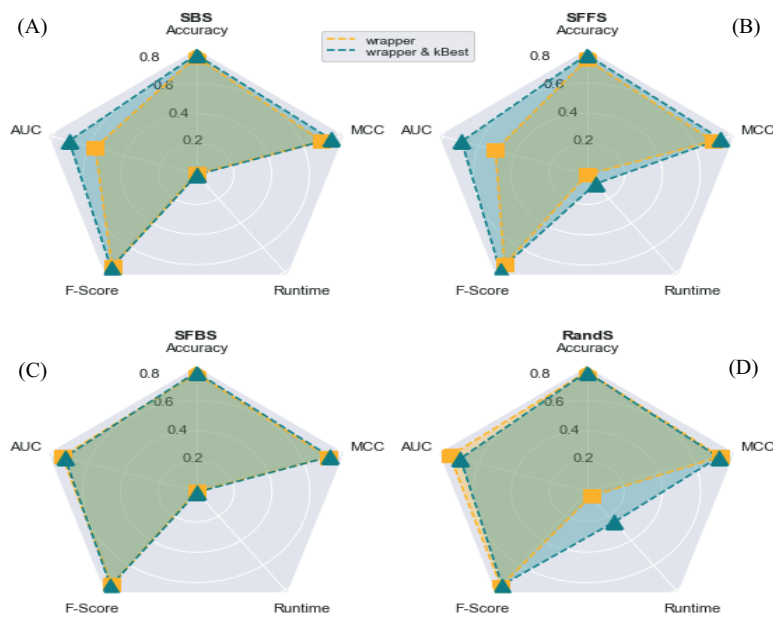 (A)
SBS
Accuracy
0.8
0.6
0.4
0.2
AUC
MCC
F-Score
Runtime
wrapper
wrapper & kBest
(B)
SFFS
Accuracy
0.8
0.6
0.4
0.2
AUC
MCC
F-Score
Runtime
(C)
SFBS
Accuracy
0.8
0.6
0.4
0.2
AUC
MCC
F-Score
Runtime
(D)
RandS
Accuracy
0.8
0.6
0.4
0.2
AUC
MCC
F-Score
Runtime